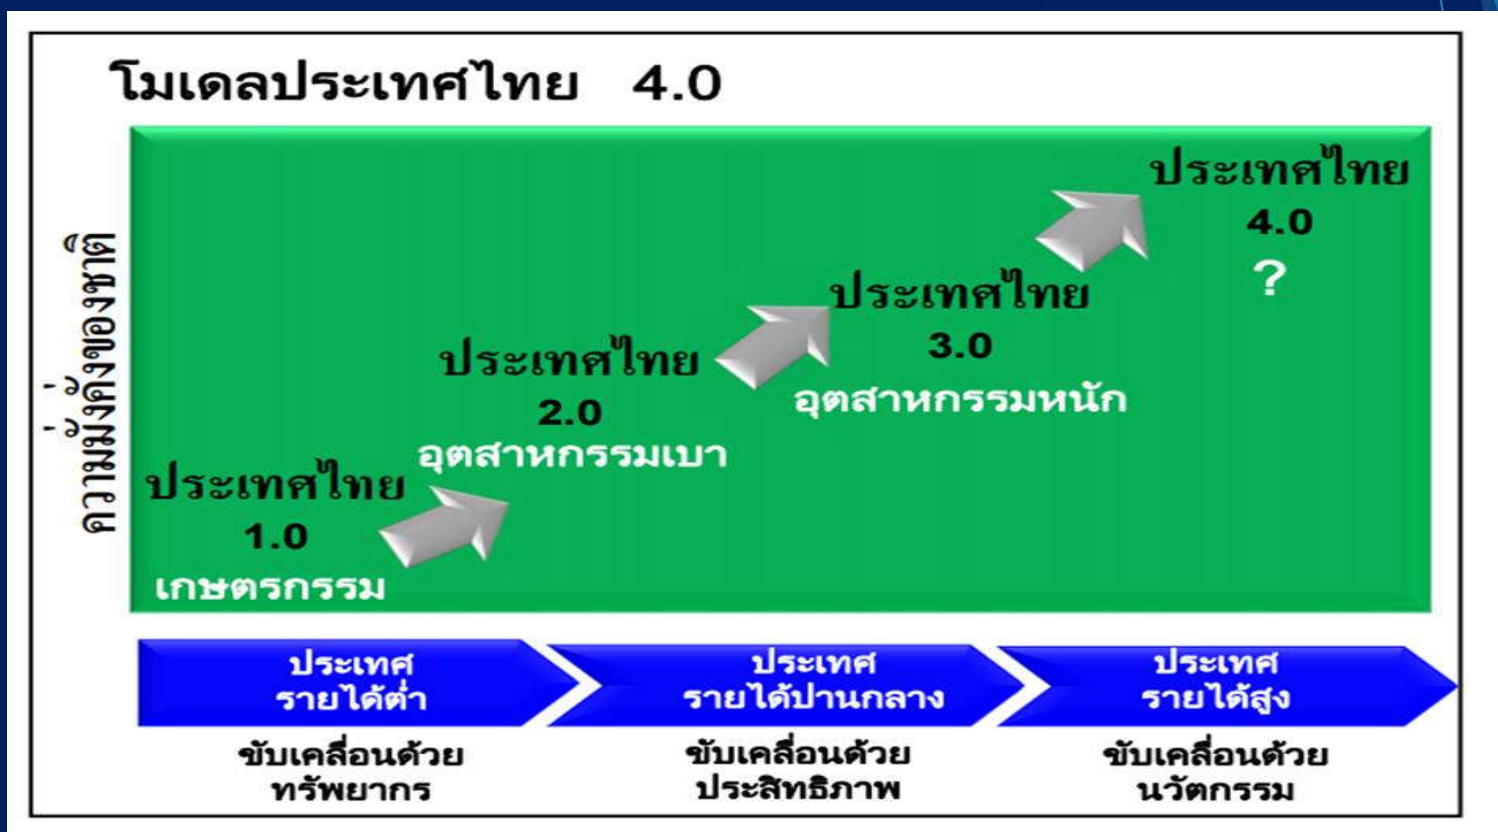 โมเดลประเทศไทย 4.0
ความมั่งคั่งของชาติ
ประเทศไทย
1.0
เกษตรกรรม
ประเทศไทย
2.0
อุตสาหกรรมเบา
ประเทศไทย
3.0
อุตสาหกรรมหนัก
ประเทศไทย
4.0
?
ประเทศ
รายได้ต่ำ
ประเทศ
รายได้ปานกลาง
ประเทศ
รายได้สูง
ขับเคลื่อนด้วย
ทรัพยากร
ขับเคลื่อนด้วย
ประสิทธิภาพ
ขับเคลื่อนด้วย
นวัตกรรม